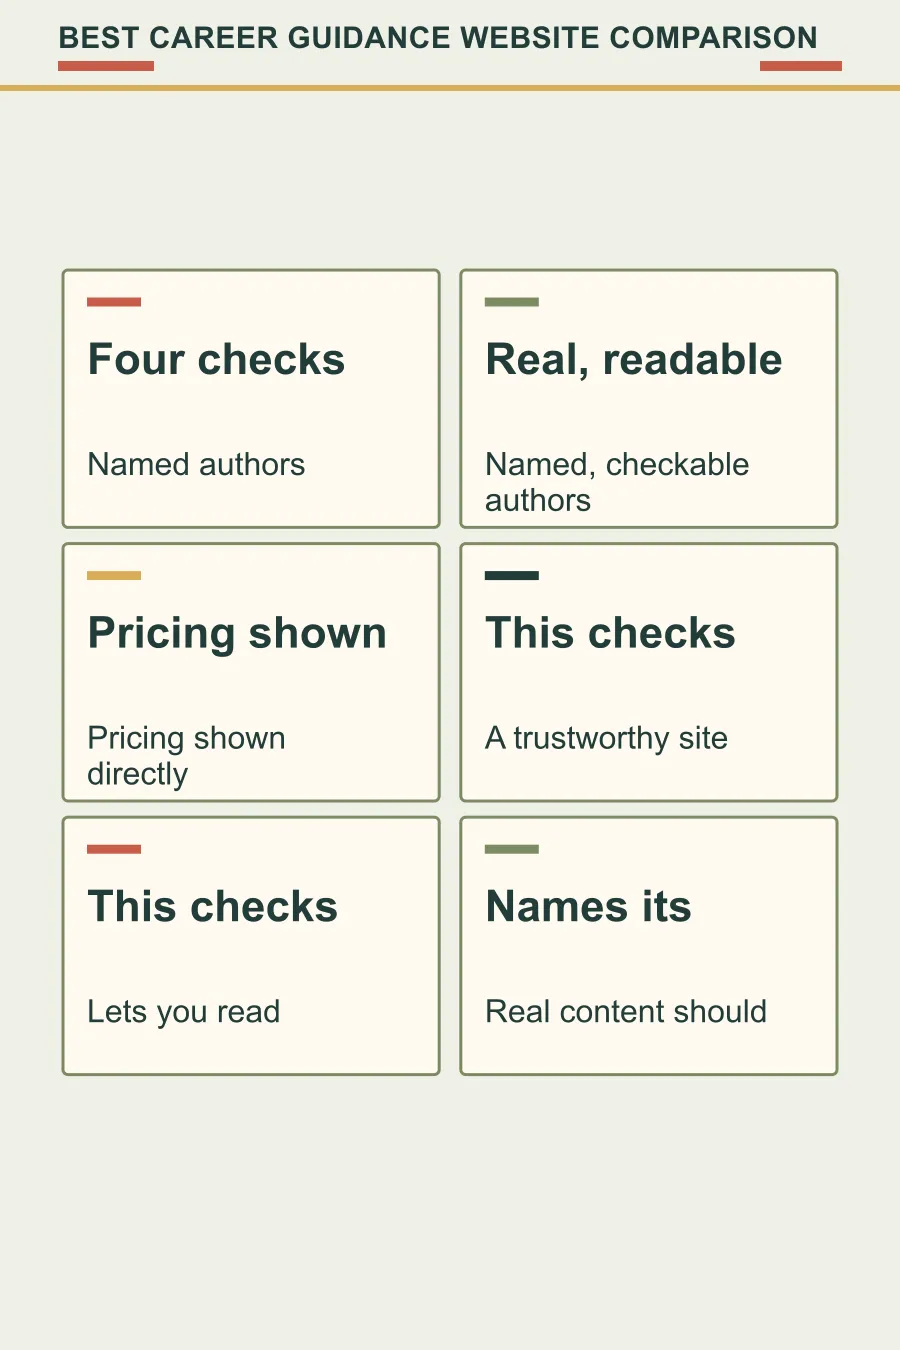 BEST CAREER GUIDANCE WEBSITE COMPARISON
Four checks
Named authors
Real, readable
Named, checkable
authors
Pricing shown
Pricing shown
directly
This checks
A trustworthy site
This checks
Lets you read
Names its
Real content should